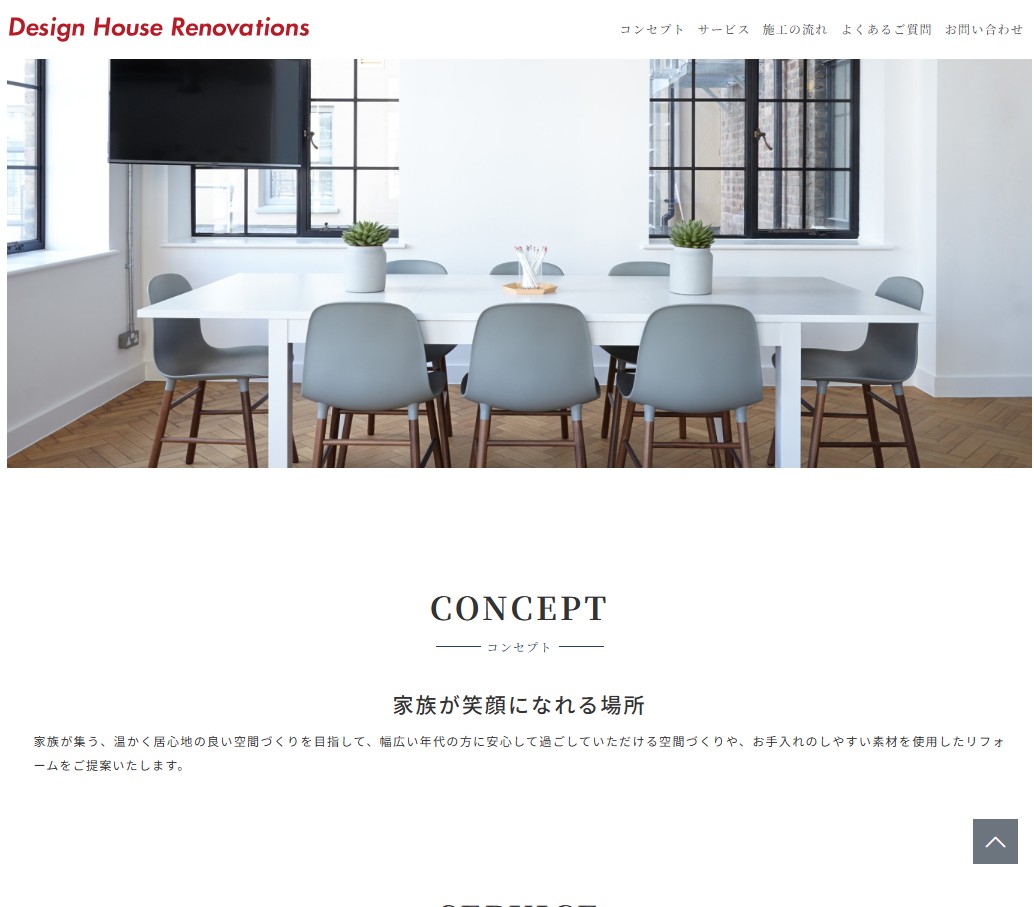 Design House Renovations
コンセプト サービス 施工の流れ よくあるご質問 お問い合わせ
CONCEPT
コンセプト
家族が笑顔になれる場所
家族が集う、温かく居心地の良い空間づくりを目指して、幅広い年代の方に安心して過ごしていただける空間づくりや、お手入れのしやすい素材を使用したリフォ
ームをご提案いたします。